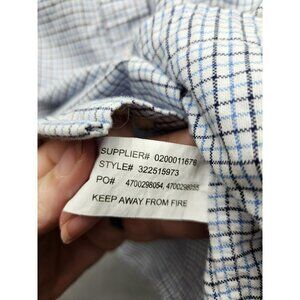 SUPPLIER# 0200011676
STYLE# 322515973
PO# 4700298054, 4700298055
KEEP AWAY FROM FIRE